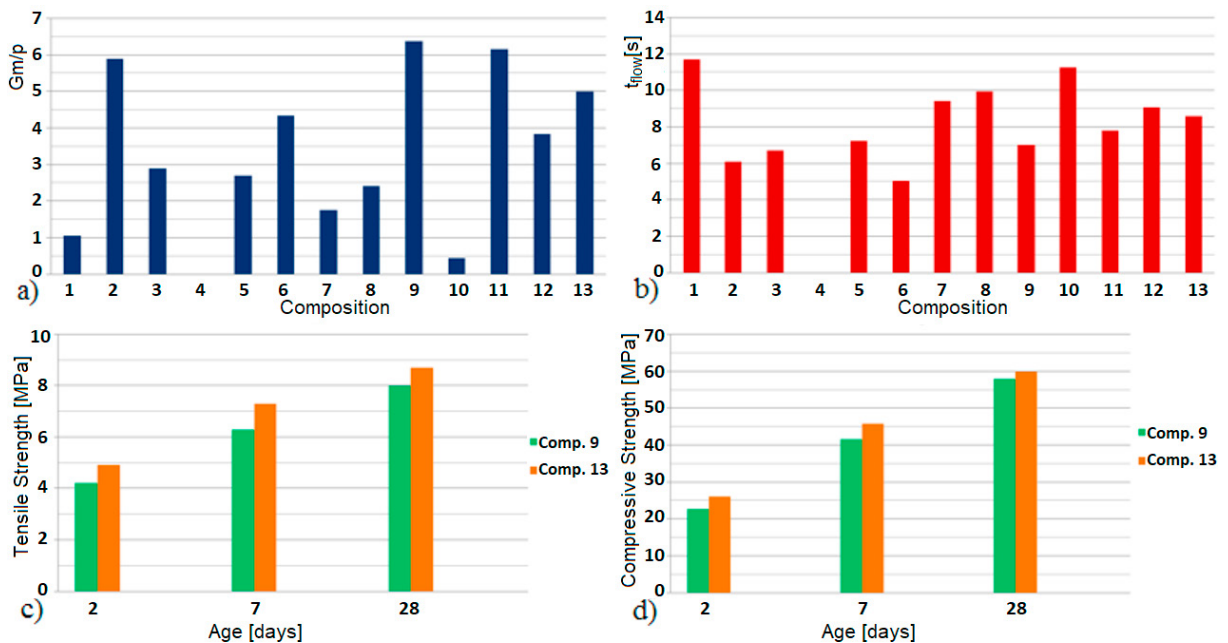 7
6
5
4
3
2
1
0
Gm/p
1 2 3 4 5 6 7 8 9 10 11 12 13
Composition
a)
14
12
10
8
6
4
2
0
tflow[s]
1 2 3 4 5 6 7 8 9 10 11 12 13
Composition
b)
10
8
6
4
2
0
Tensile Strength [MPa]
2 7 28
Age [days]
Comp. 9
Comp. 13
c)
70
60
50
40
30
20
10
0
Compressive Strength [MPa]
2 7 28
Age [days]
Comp. 9
Comp. 13
d)